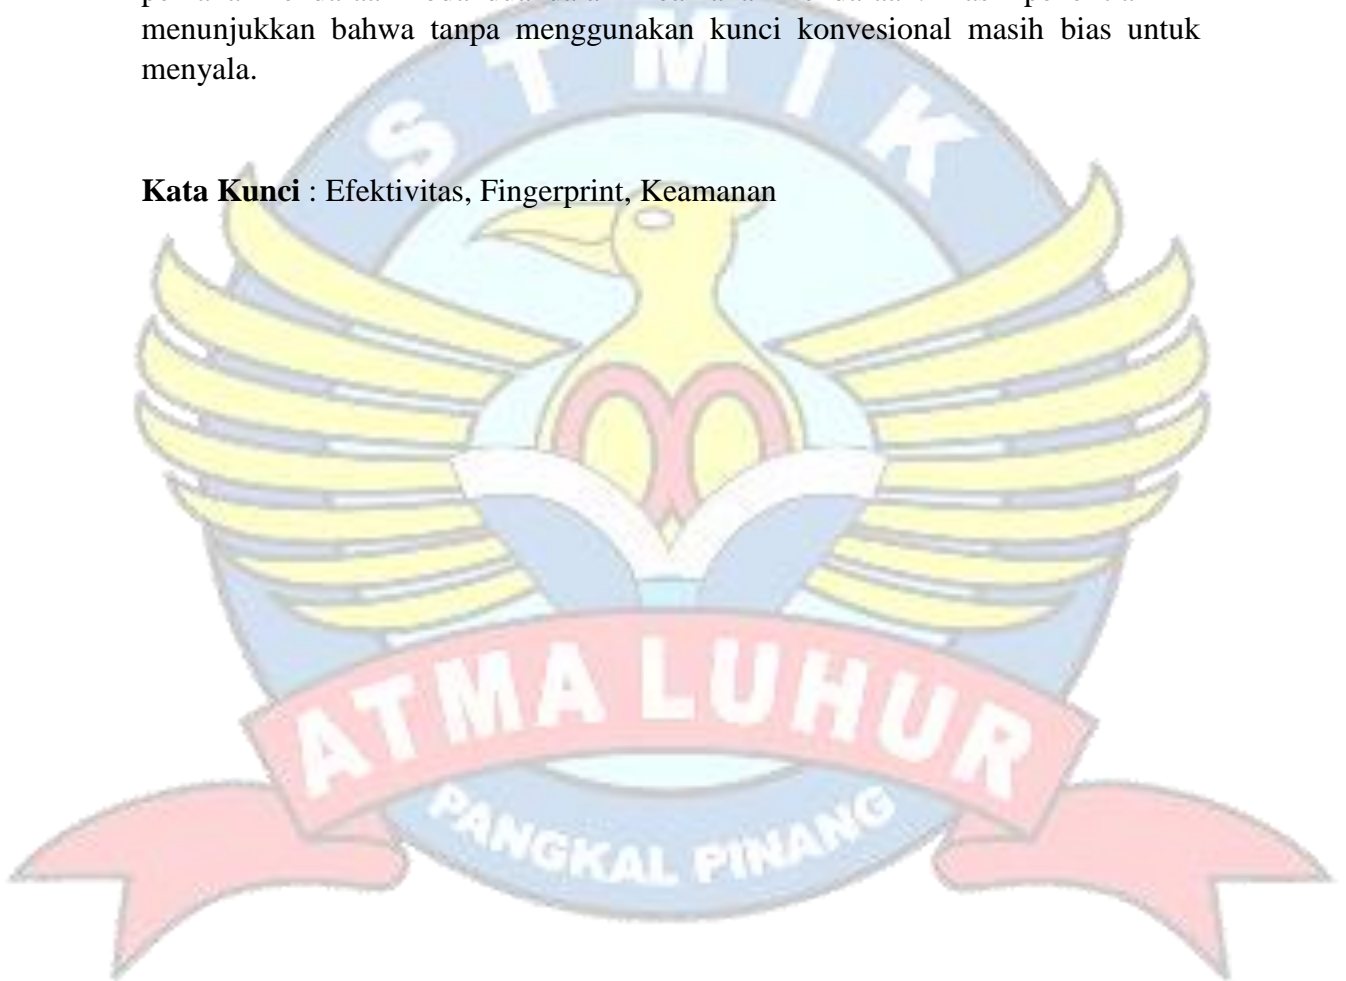 menunjukkan bahwa tanpa menggunakan kunci konvesional masih bias untuk
menyala.
STMIK
Kata Kunci : Efektivitas, Fingerprint, Keamanan
ATMA LUHUR
PANGKAL PINANG